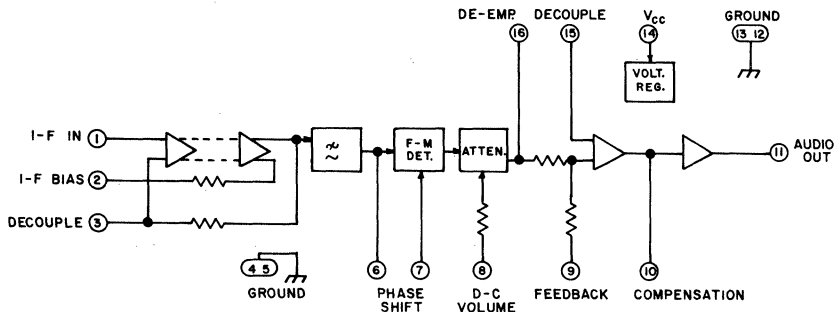 DE-EMP. DECOUPLE VCC GROUND
16 15 14 13 12
VOLT.
REG.
I-F IN 1
F-M
DET.
ATTEN.
11 AUDIO
OUT
I-F BIAS 2
DECOUPLE 3
4 5
GROUND
6 7 8 9 10
PHASE
SHIFT
D-C
VOLUME
FEEDBACK
COMPENSATION